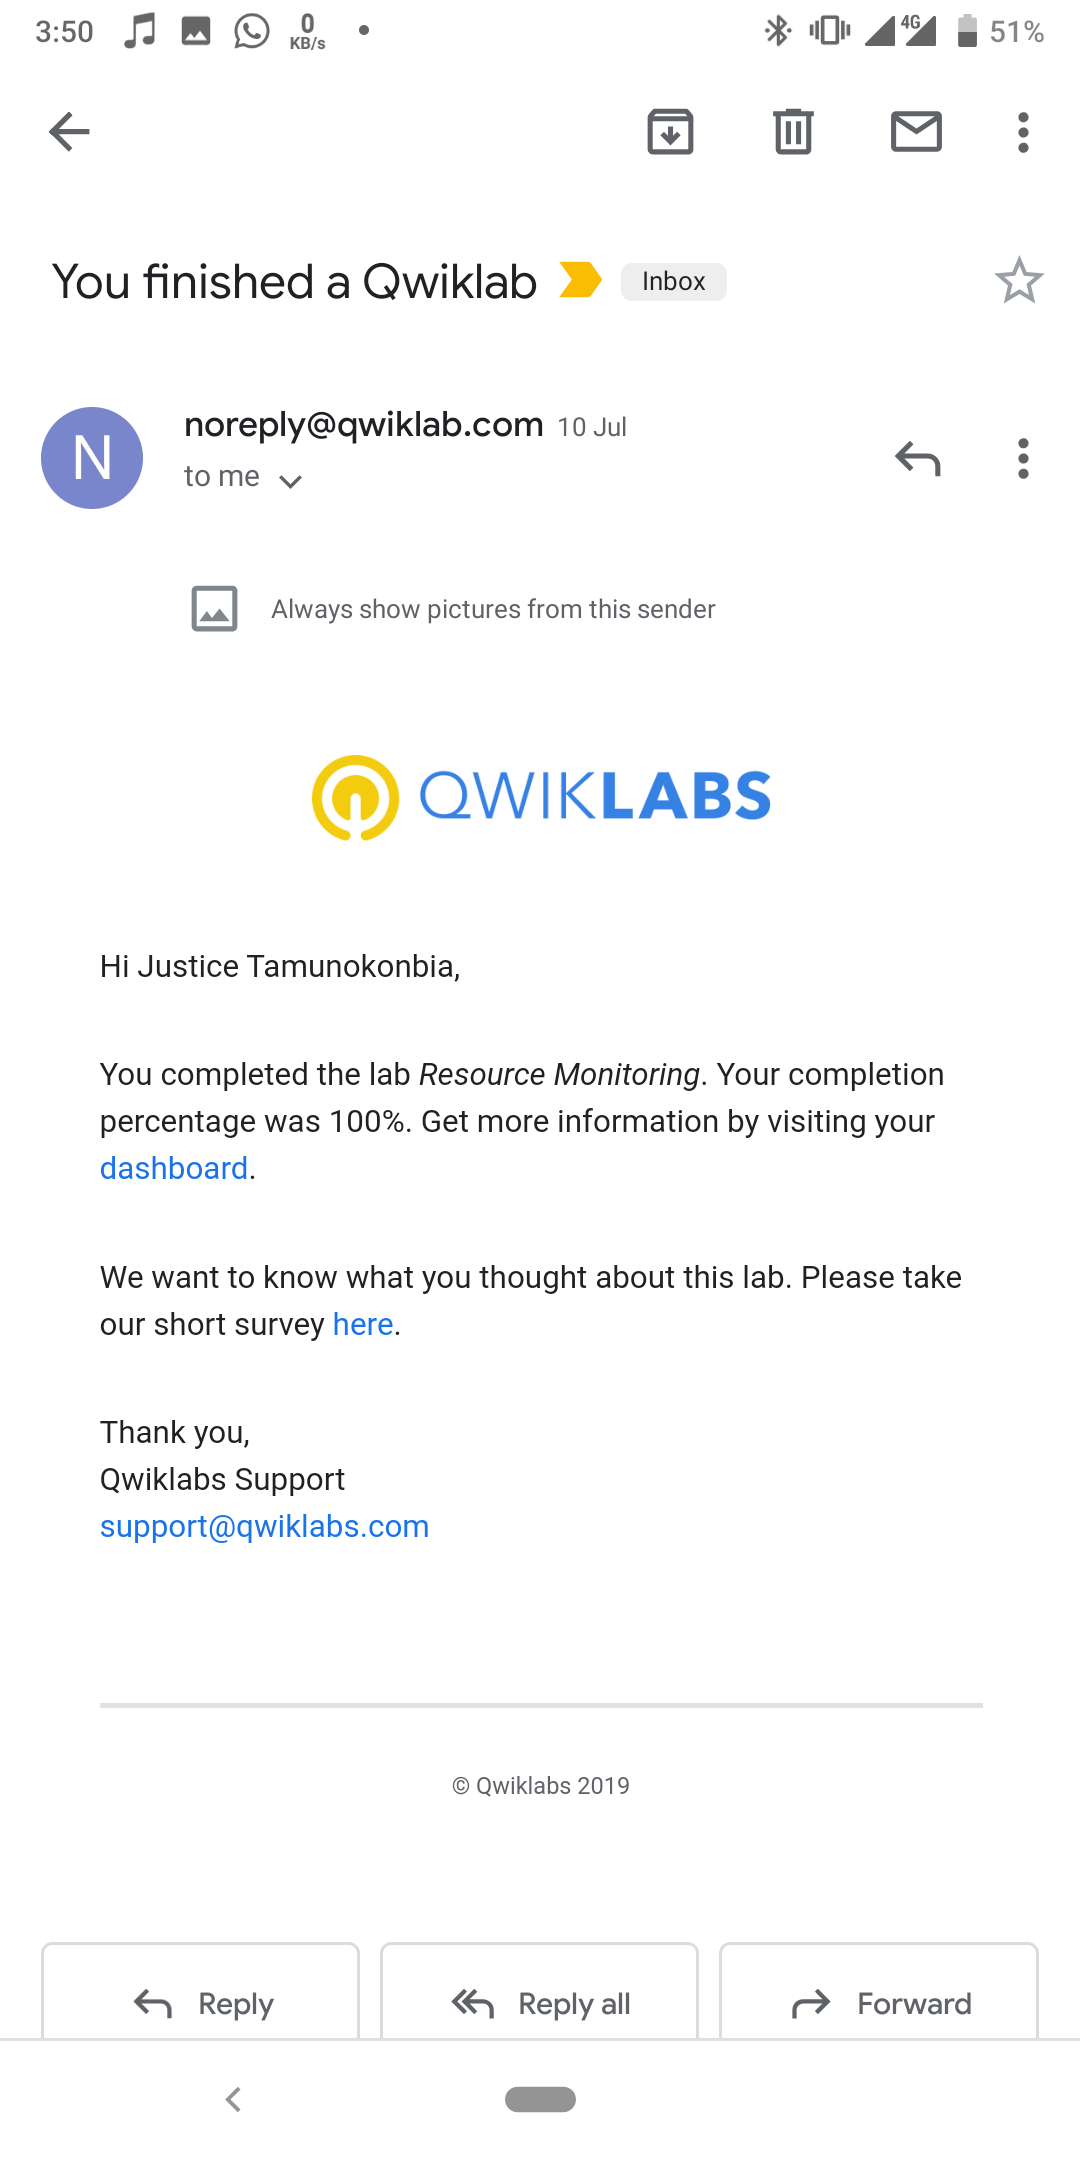 3:50 0 KB/s 4G 51%
You finished a Qwiklab Inbox
N
noreply@qwiklab.com 10 Jul
to me
Always show pictures from this sender
QWIKLABS
Hi Justice Tamunokonbia,
You completed the lab Resource Monitoring. Your completion
percentage was 100%. Get more information by visiting your
dashboard.
We want to know what you thought about this lab. Please take
our short survey here.
Thank you,
Qwiklabs Support
support@qwiklabs.com
© Qwiklabs 2019
Reply Reply all Forward